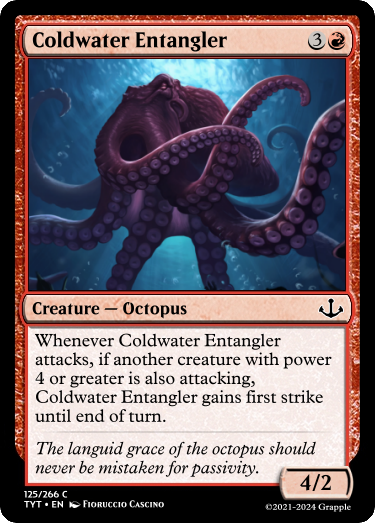 Coldwater Entangler 3
Creature — Octopus
Whenever Coldwater Entangler
attacks, if another creature with power
4 or greater is also attacking,
Coldwater Entangler gains first strike
until end of turn.
The languid grace of the octopus should
never be mistaken for passivity.
4/2
125/266 C
TYT • EN Fioruccio Cascino
©2021-2024 Grapple